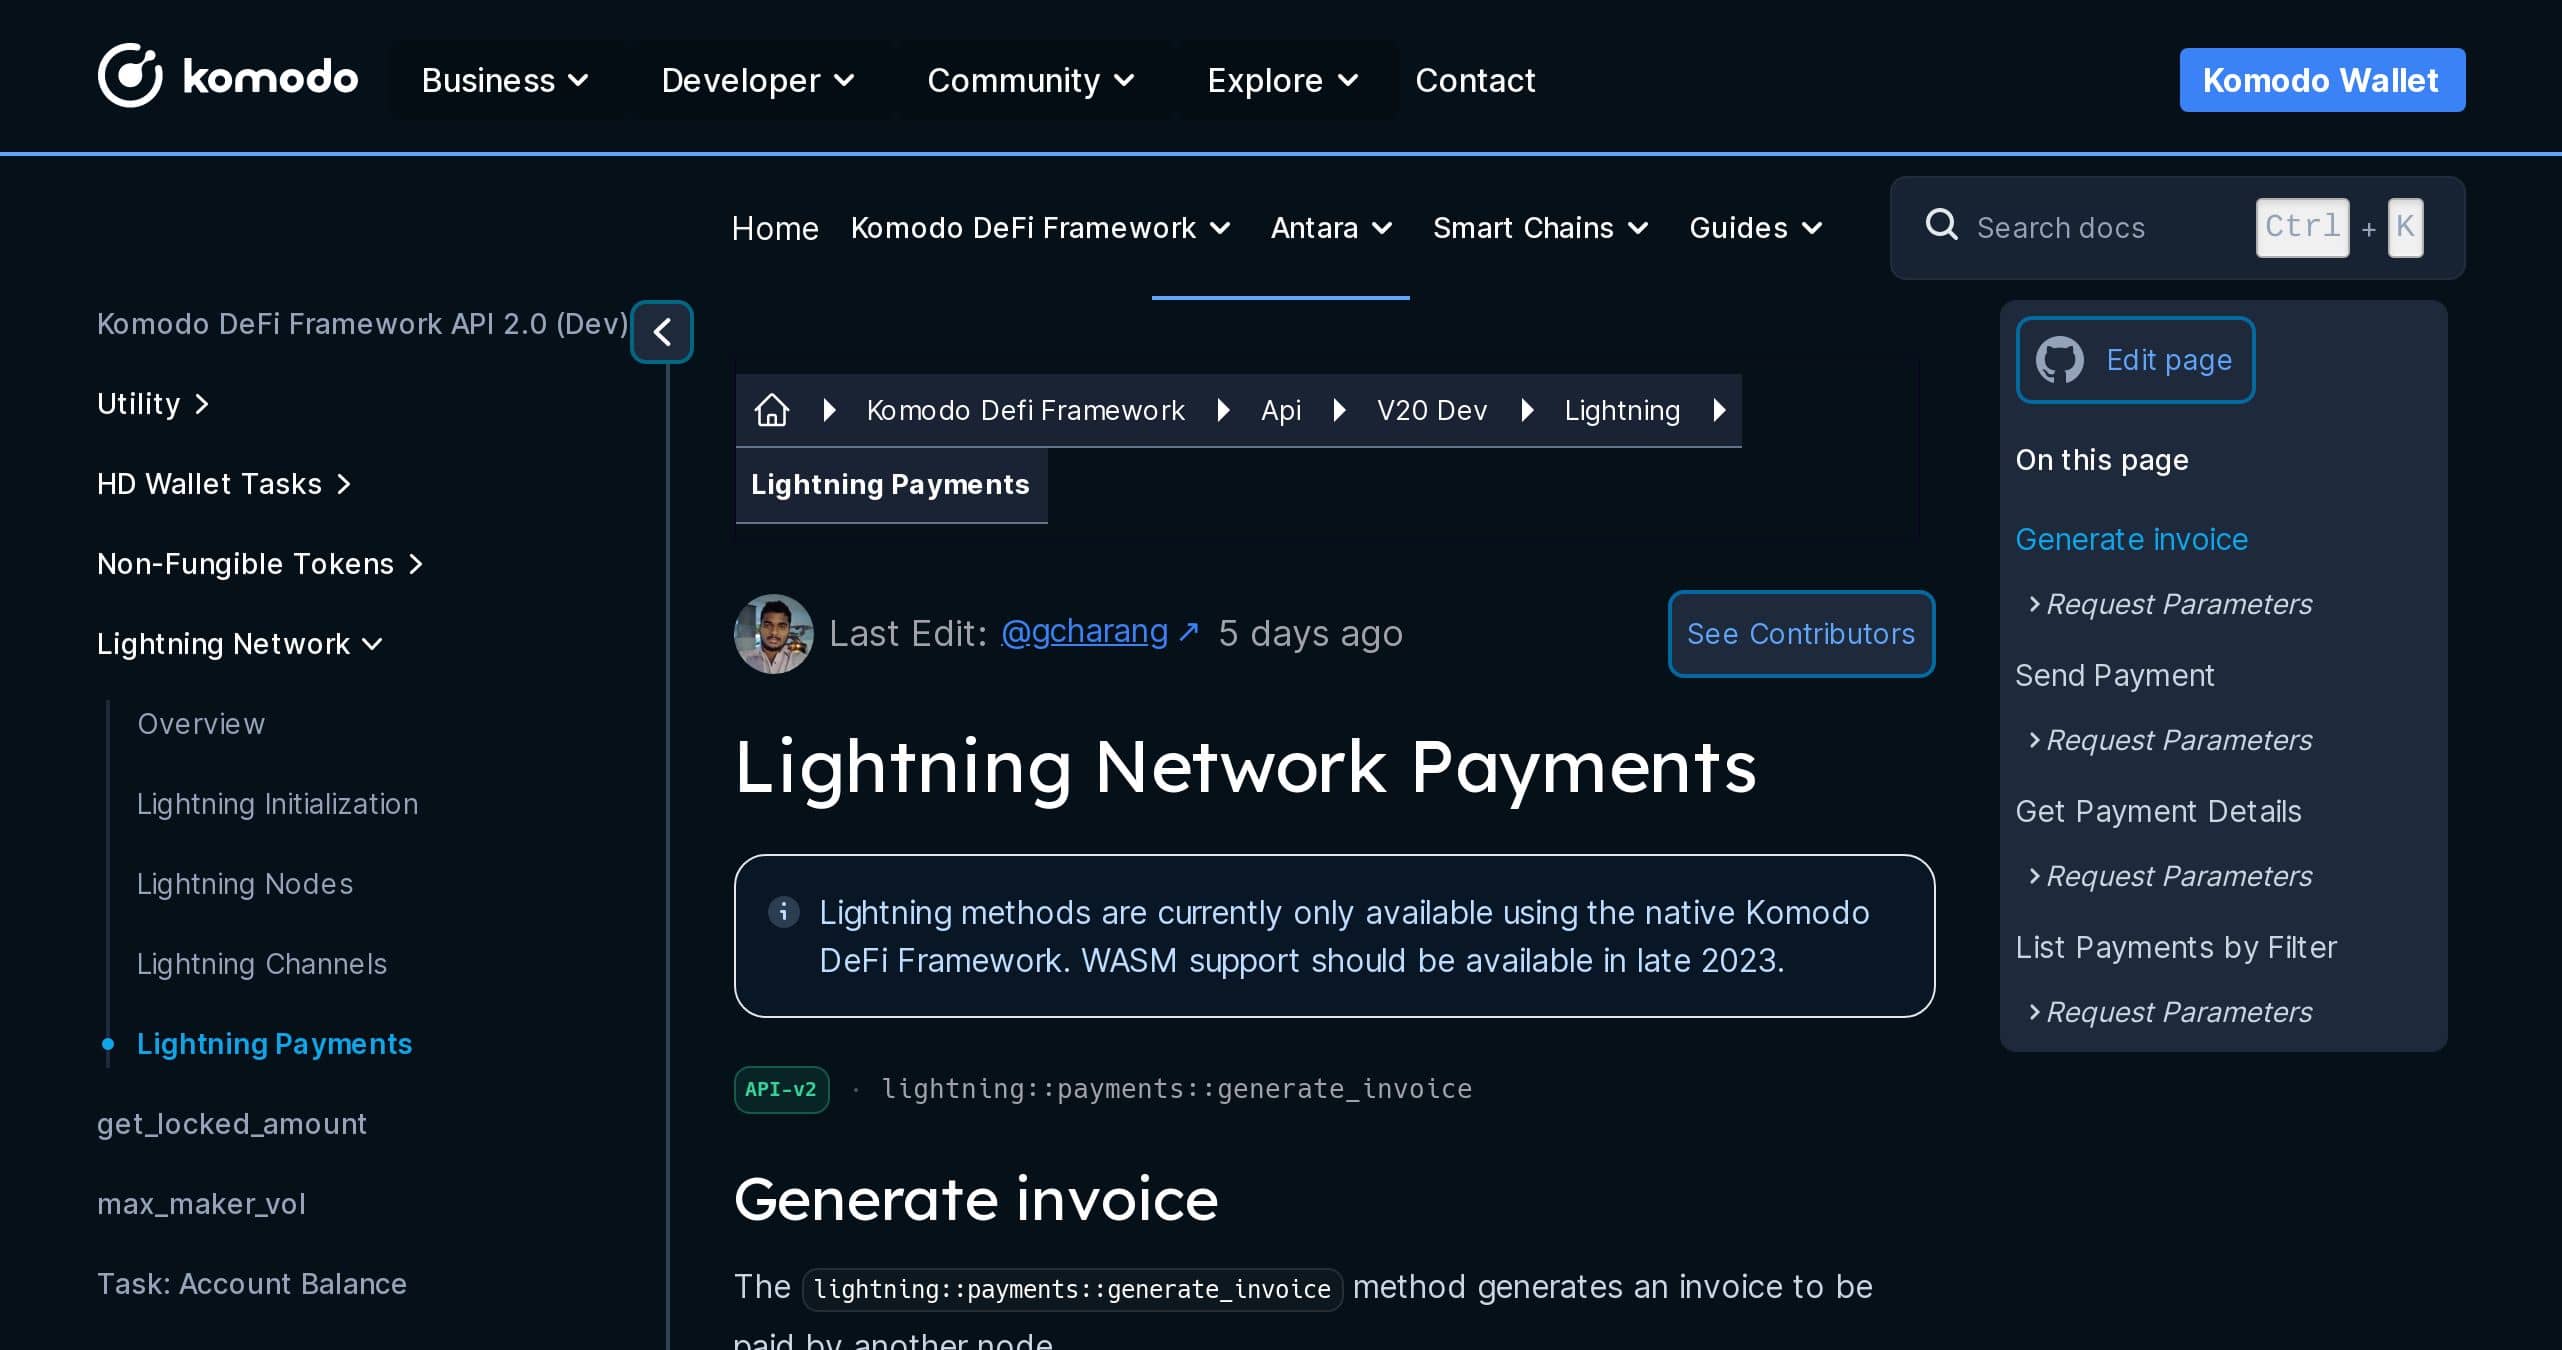 komodo
Business
Developer
Community
Explore
Contact
Komodo Wallet
Home
Komodo DeFi Framework
Antara
Smart Chains
Guides
Search docs
Ctrl + K
Komodo DeFi Framework API 2.0 (Dev)
Utility
HD Wallet Tasks
Non-Fungible Tokens
Lightning Network
Overview
Lightning Initialization
Lightning Nodes
Lightning Channels
Lightning Payments
get_locked_amount
max_maker_vol
Task: Account Balance
Komodo Defi Framework
Api
V20 Dev
Lightning
Lightning Payments
Last Edit: @gcharang ↗ 5 days ago
See Contributors
Lightning Network Payments
Lightning methods are currently only available using the native Komodo
DeFi Framework. WASM support should be available in late 2023.
API-v2 · lightning::payments::generate_invoice
Generate invoice
The lightning::payments::generate_invoice method generates an invoice to be
paid by another node.
Edit page
On this page
Generate invoice
Request Parameters
Send Payment
Request Parameters
Get Payment Details
Request Parameters
List Payments by Filter
Request Parameters